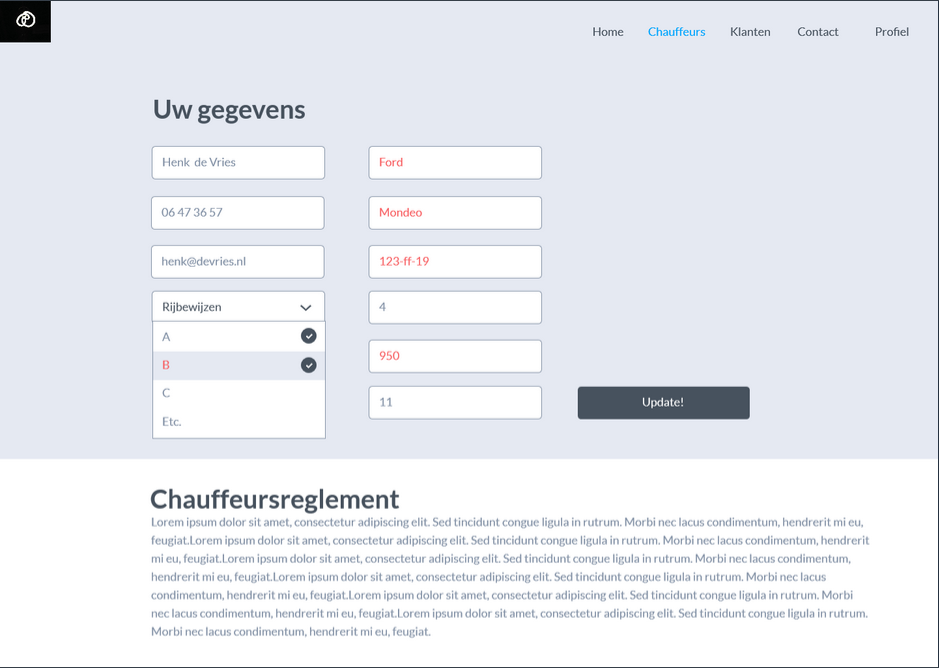 Home Chauffeurs Klanten Contact Profiel
Uw gegevens
Henk de Vries
06 47 36 57
henk@devries.nl
Rijbewijzen
A
B
C
Etc.
Ford
Mondeo
123-ff-19
4
950
11
Update!
Chauffeursreglement
Lorem ipsum dolor sit amet, consectetur adipiscing elit. Sed tincidunt congue ligula in rutrum. Morbi nec lacus condimentum, hendrerit mi eu,
feugiat.Lorem ipsum dolor sit amet, consectetur adipiscing elit. Sed tincidunt congue ligula in rutrum. Morbi nec lacus condimentum, hendrerit
mi eu, feugiat.Lorem ipsum dolor sit amet, consectetur adipiscing elit. Sed tincidunt congue ligula in rutrum. Morbi nec lacus condimentum,
hendrerit mi eu, feugiat.Lorem ipsum dolor sit amet, consectetur adipiscing elit. Sed tincidunt congue ligula in rutrum. Morbi nec lacus
condimentum, hendrerit mi eu, feugiat.Lorem ipsum dolor sit amet, consectetur adipiscing elit. Sed tincidunt congue ligula in rutrum. Morbi
nec lacus condimentum, hendrerit mi eu, feugiat.Lorem ipsum dolor sit amet, consectetur adipiscing elit. Sed tincidunt congue ligula in rutrum.
Morbi nec lacus condimentum, hendrerit mi eu, feugiat.